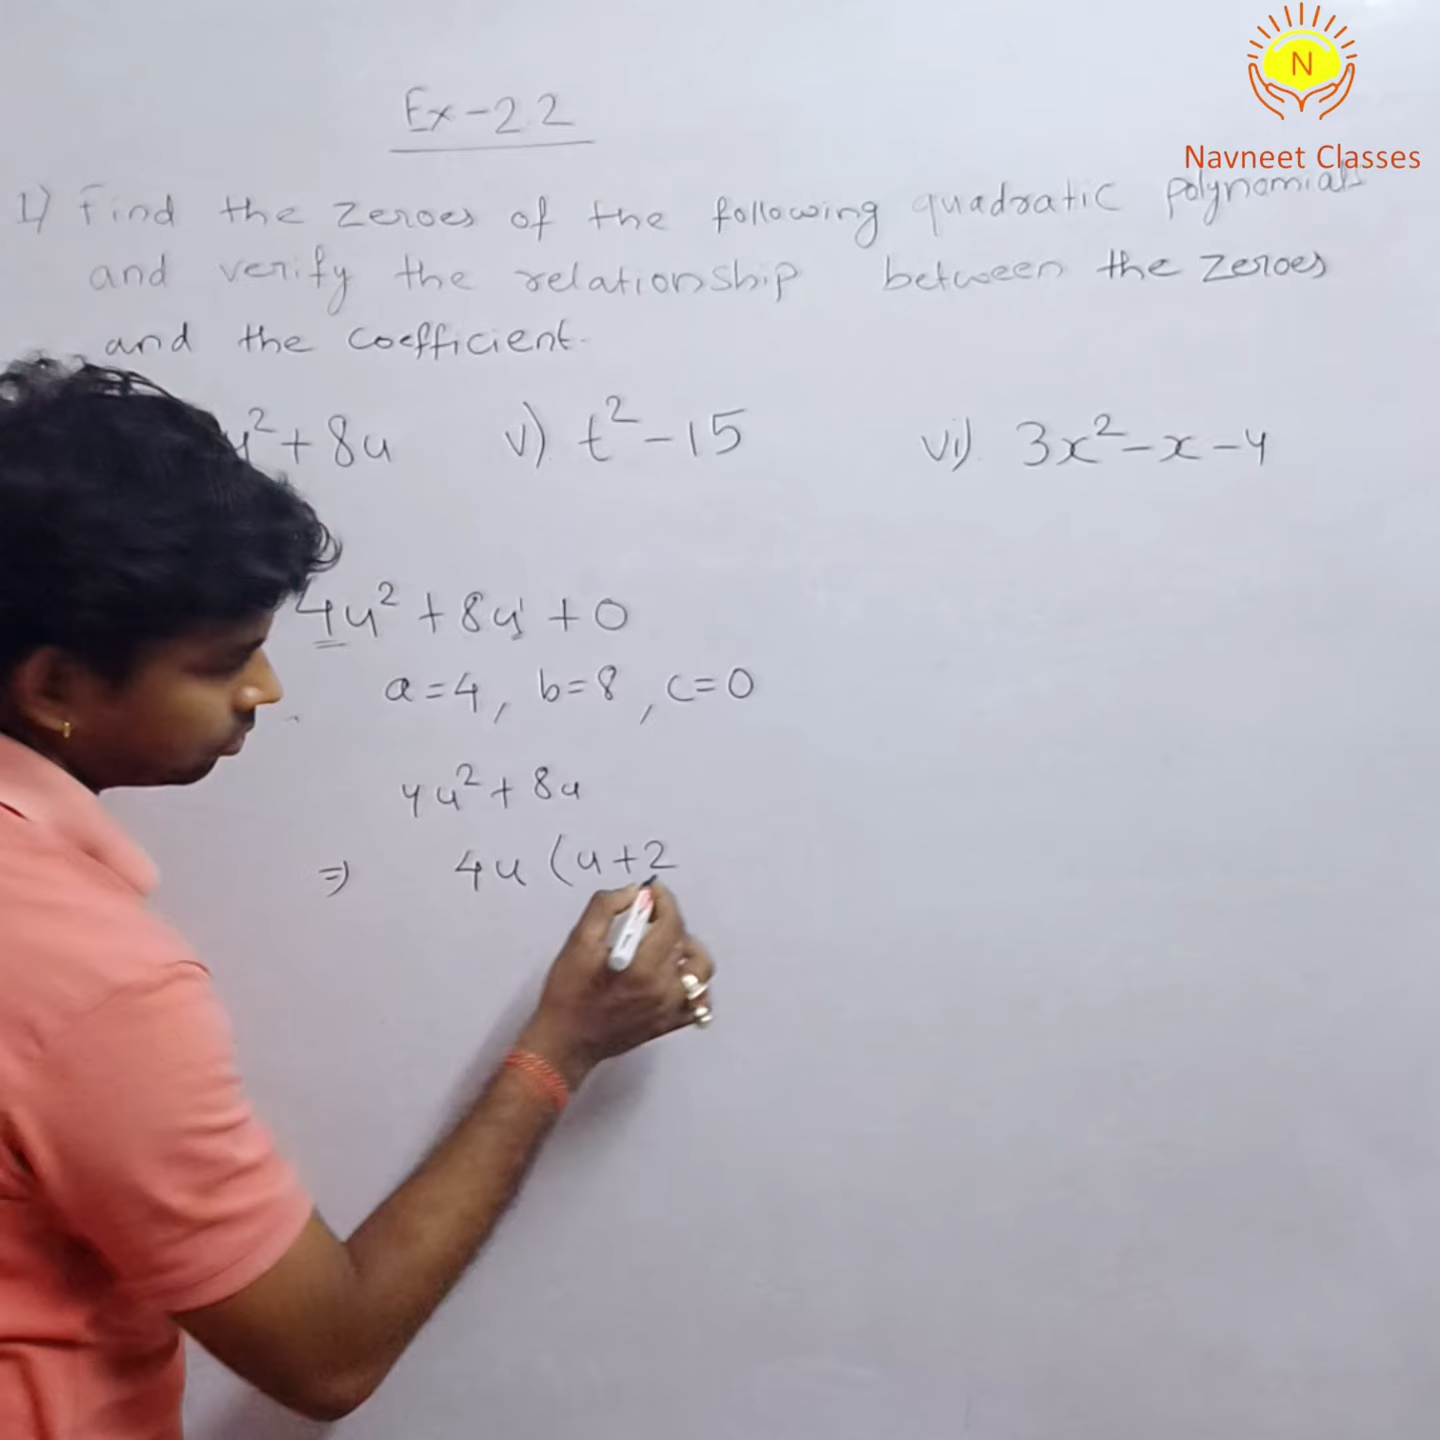 N
Navneet Classes
Ex-2.2
1) Find the zeroes of the following quadratic polynomials
and verify the relationship between the zeroes
and the coefficient.
u²+8u v) t²-15 vi) 3x²-x-4
4u²+8u+0
a=4, b=8, c=0
4u²+8u
⇒ 4u (u+2